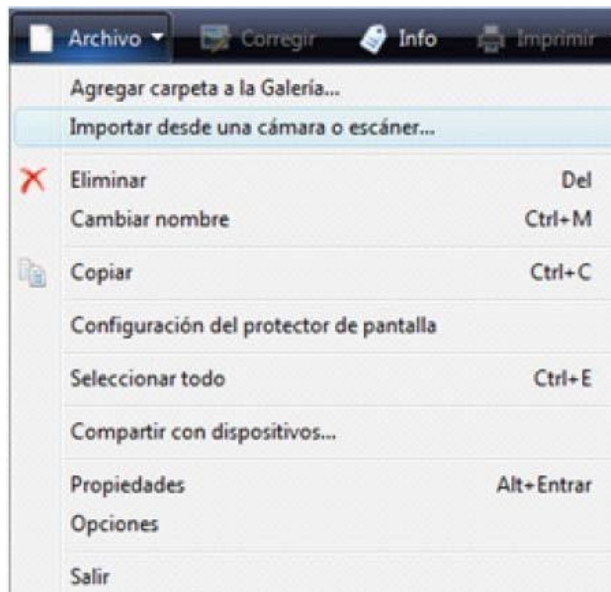 Archivo Corregir Info Imprimir
Agregar carpeta a la Galería...
Importar desde una cámara o escáner...
Eliminar Del
Cambiar nombre Ctrl+M
Copiar Ctrl+C
Configuración del protector de pantalla
Seleccionar todo Ctrl+E
Compartir con dispositivos...
Propiedades Alt+Entrar
Opciones
Salir